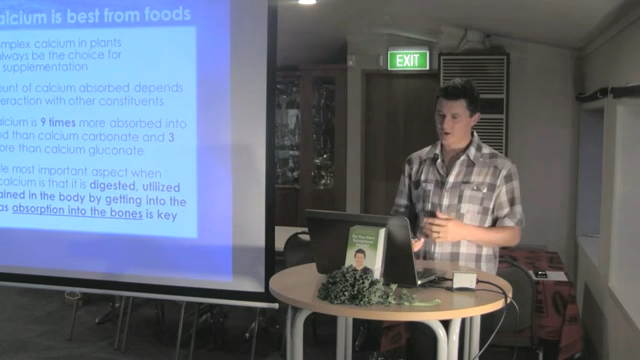 alcium is best from foods
mplex calcium in plants
always be the choice for
supplementation
ount of calcium absorbed depends
eraction with other constituents
alcium is 9 times more absorbed into
od than calcium carbonate and 3
ore than calcium gluconate
le most important aspect when
calcium is that it is digested, utilized
ained in the body by getting into the
as absorption into the bones is key
EXIT